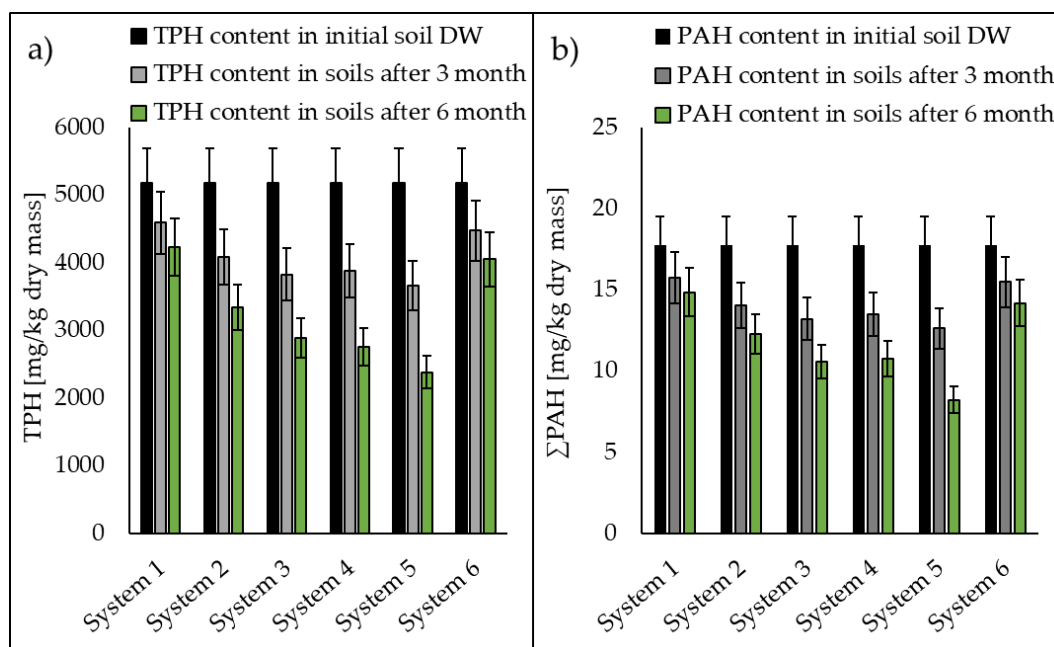 a)
TPH content in initial soil DW
TPH content in soils after 3 month
TPH content in soils after 6 month
TPH [mg/kg dry mass]
6000
5000
4000
3000
2000
1000
0
System 1
System 2
System 3
System 4
System 5
System 6
b)
PAH content in initial soil DW
PAH content in soils after 3 month
PAH content in soils after 6 month
∑PAH [mg/kg dry mass]
25
20
15
10
5
0
System 1
System 2
System 3
System 4
System 5
System 6